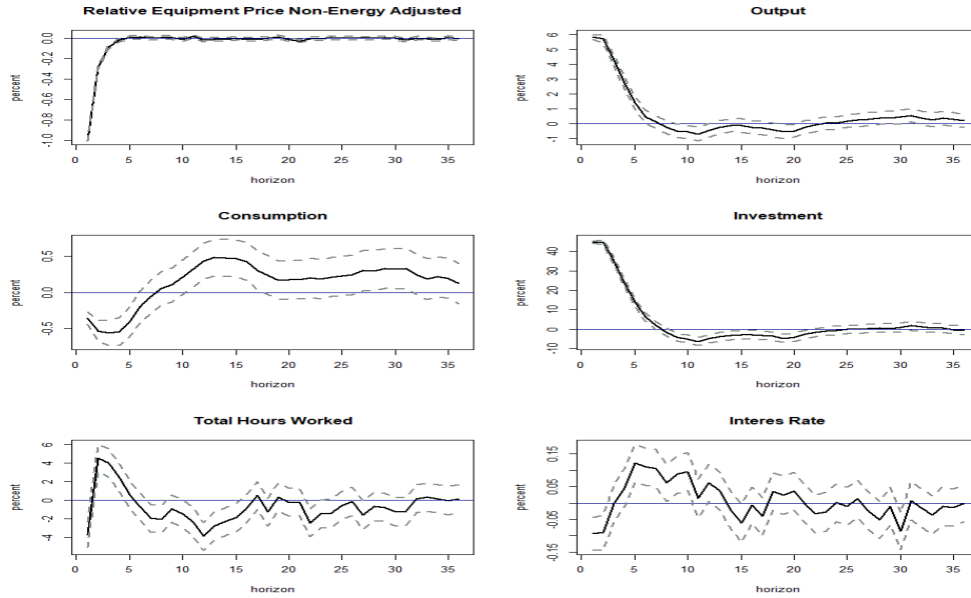 Relative Equipment Price Non-Energy Adjusted
percent
0.0
-0.2
-0.4
-0.6
-0.8
-1.0
0 5 10 15 20 25 30 35
horizon
Output
percent
6
5
4
3
2
1
0
-1
0 5 10 15 20 25 30 35
horizon
Consumption
percent
0.5
0.0
-0.5
0 5 10 15 20 25 30 35
horizon
Investment
percent
40
30
20
10
0
-10
0 5 10 15 20 25 30 35
horizon
Total Hours Worked
percent
6
4
2
0
-2
4
0 5 10 15 20 25 30 35
horizon
Interes Rate
percent
0.15
0.05
-0.05
-0.15
0 5 10 15 20 25 30 35
horizon